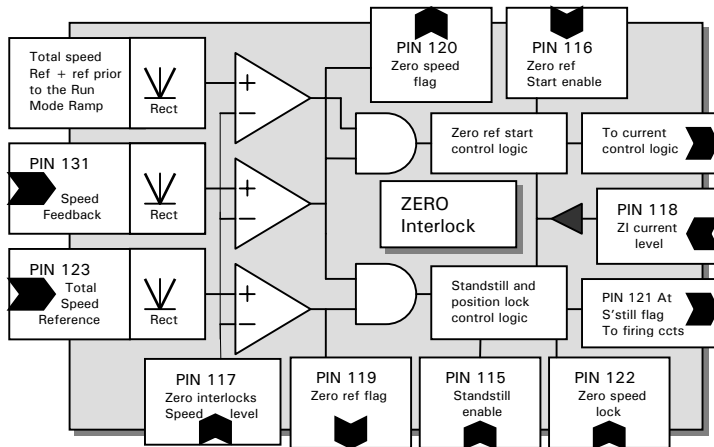 Total speed
Ref + ref prior
to the Run
Mode Ramp
Rect
+
−
PIN 120
Zero speed
flag
PIN 116
Zero ref
Start enable
Zero ref start
control logic
To current
control logic
PIN 131
Speed
Feedback
Rect
+
−
ZERO
Interlock
PIN 118
ZI current
level
PIN 123
Total
Speed
Reference
Rect
+
−
Standstill and
position lock
control logic
PIN 121 At
S'still flag
To firing ccts
PIN 117
Zero interlocks
Speed level
PIN 119
Zero ref flag
PIN 115
Standstill
enable
PIN 122
Zero speed
lock